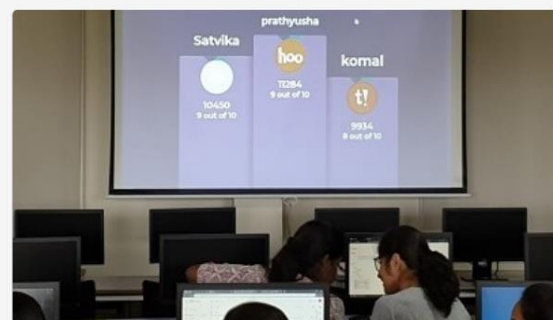 prathyusha
Satvika
hoo
komal
11284
9 out of 10
t!
10450
9 out of 10
9934
8 out of 10